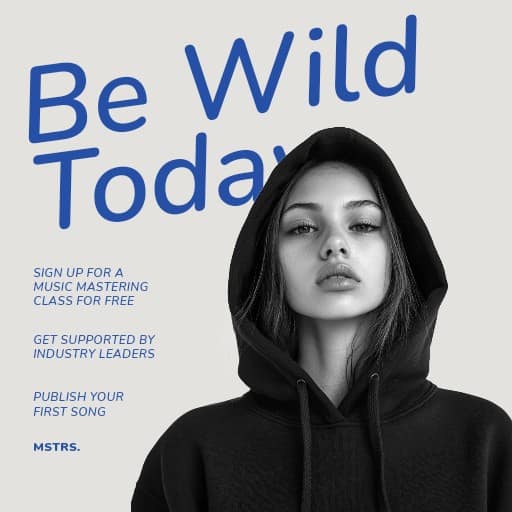 Be Wild
Today
SIGN UP FOR A
MUSIC MASTERING
CLASS FOR FREE
GET SUPPORTED BY
INDUSTRY LEADERS
PUBLISH YOUR
FIRST SONG
MSTRS.